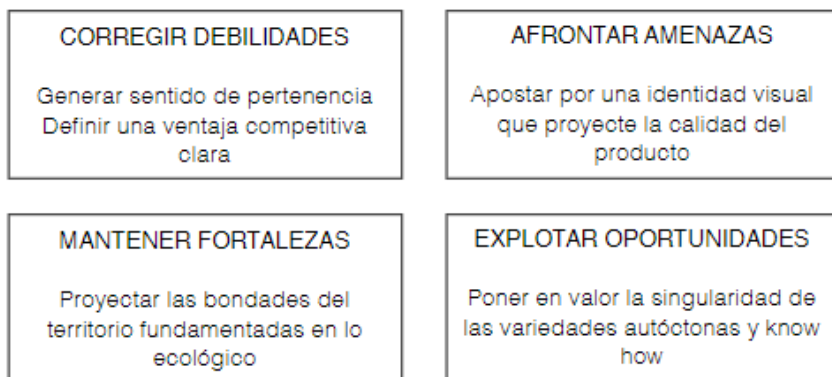 CORREGIR DEBILIDADES
Generar sentido de pertenencia
Definir una ventaja competitiva
clara
AFRONTAR AMENAZAS
Apostar por una identidad visual
que proyecte la calidad del
producto
MANTENER FORTALEZAS
Proyectar las bondades del
territorio fundamentadas en lo
ecológico
EXPLOTAR OPORTUNIDADES
Poner en valor la singularidad de
las variedades autóctonas y know
how